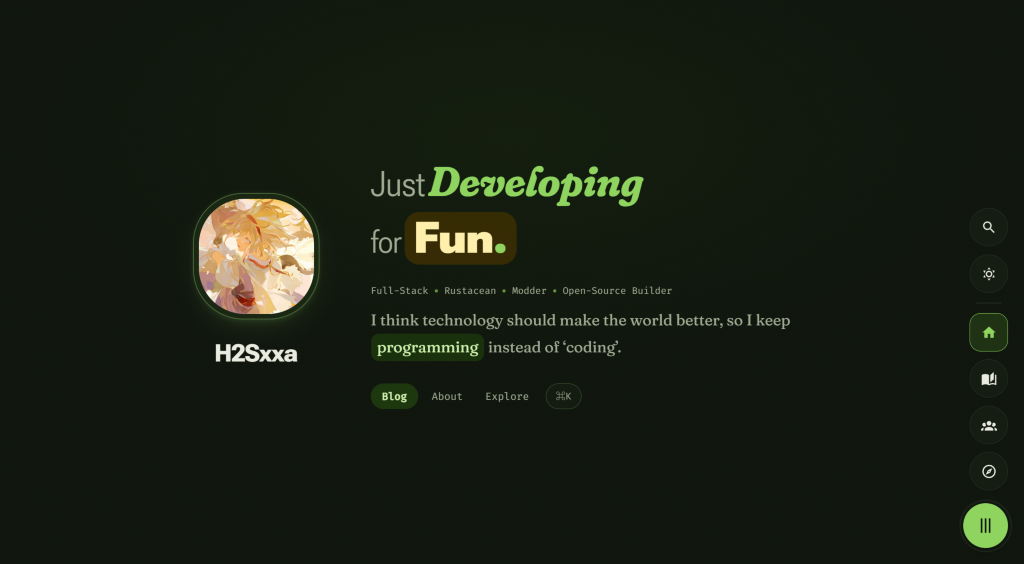 Just Developing
for Fun.
Full-Stack • Rustacean • Modder • Open-Source Builder
I think technology should make the world better, so I keep
programming instead of ‘coding’.
H2Sxxa
Blog About Explore ⌘K